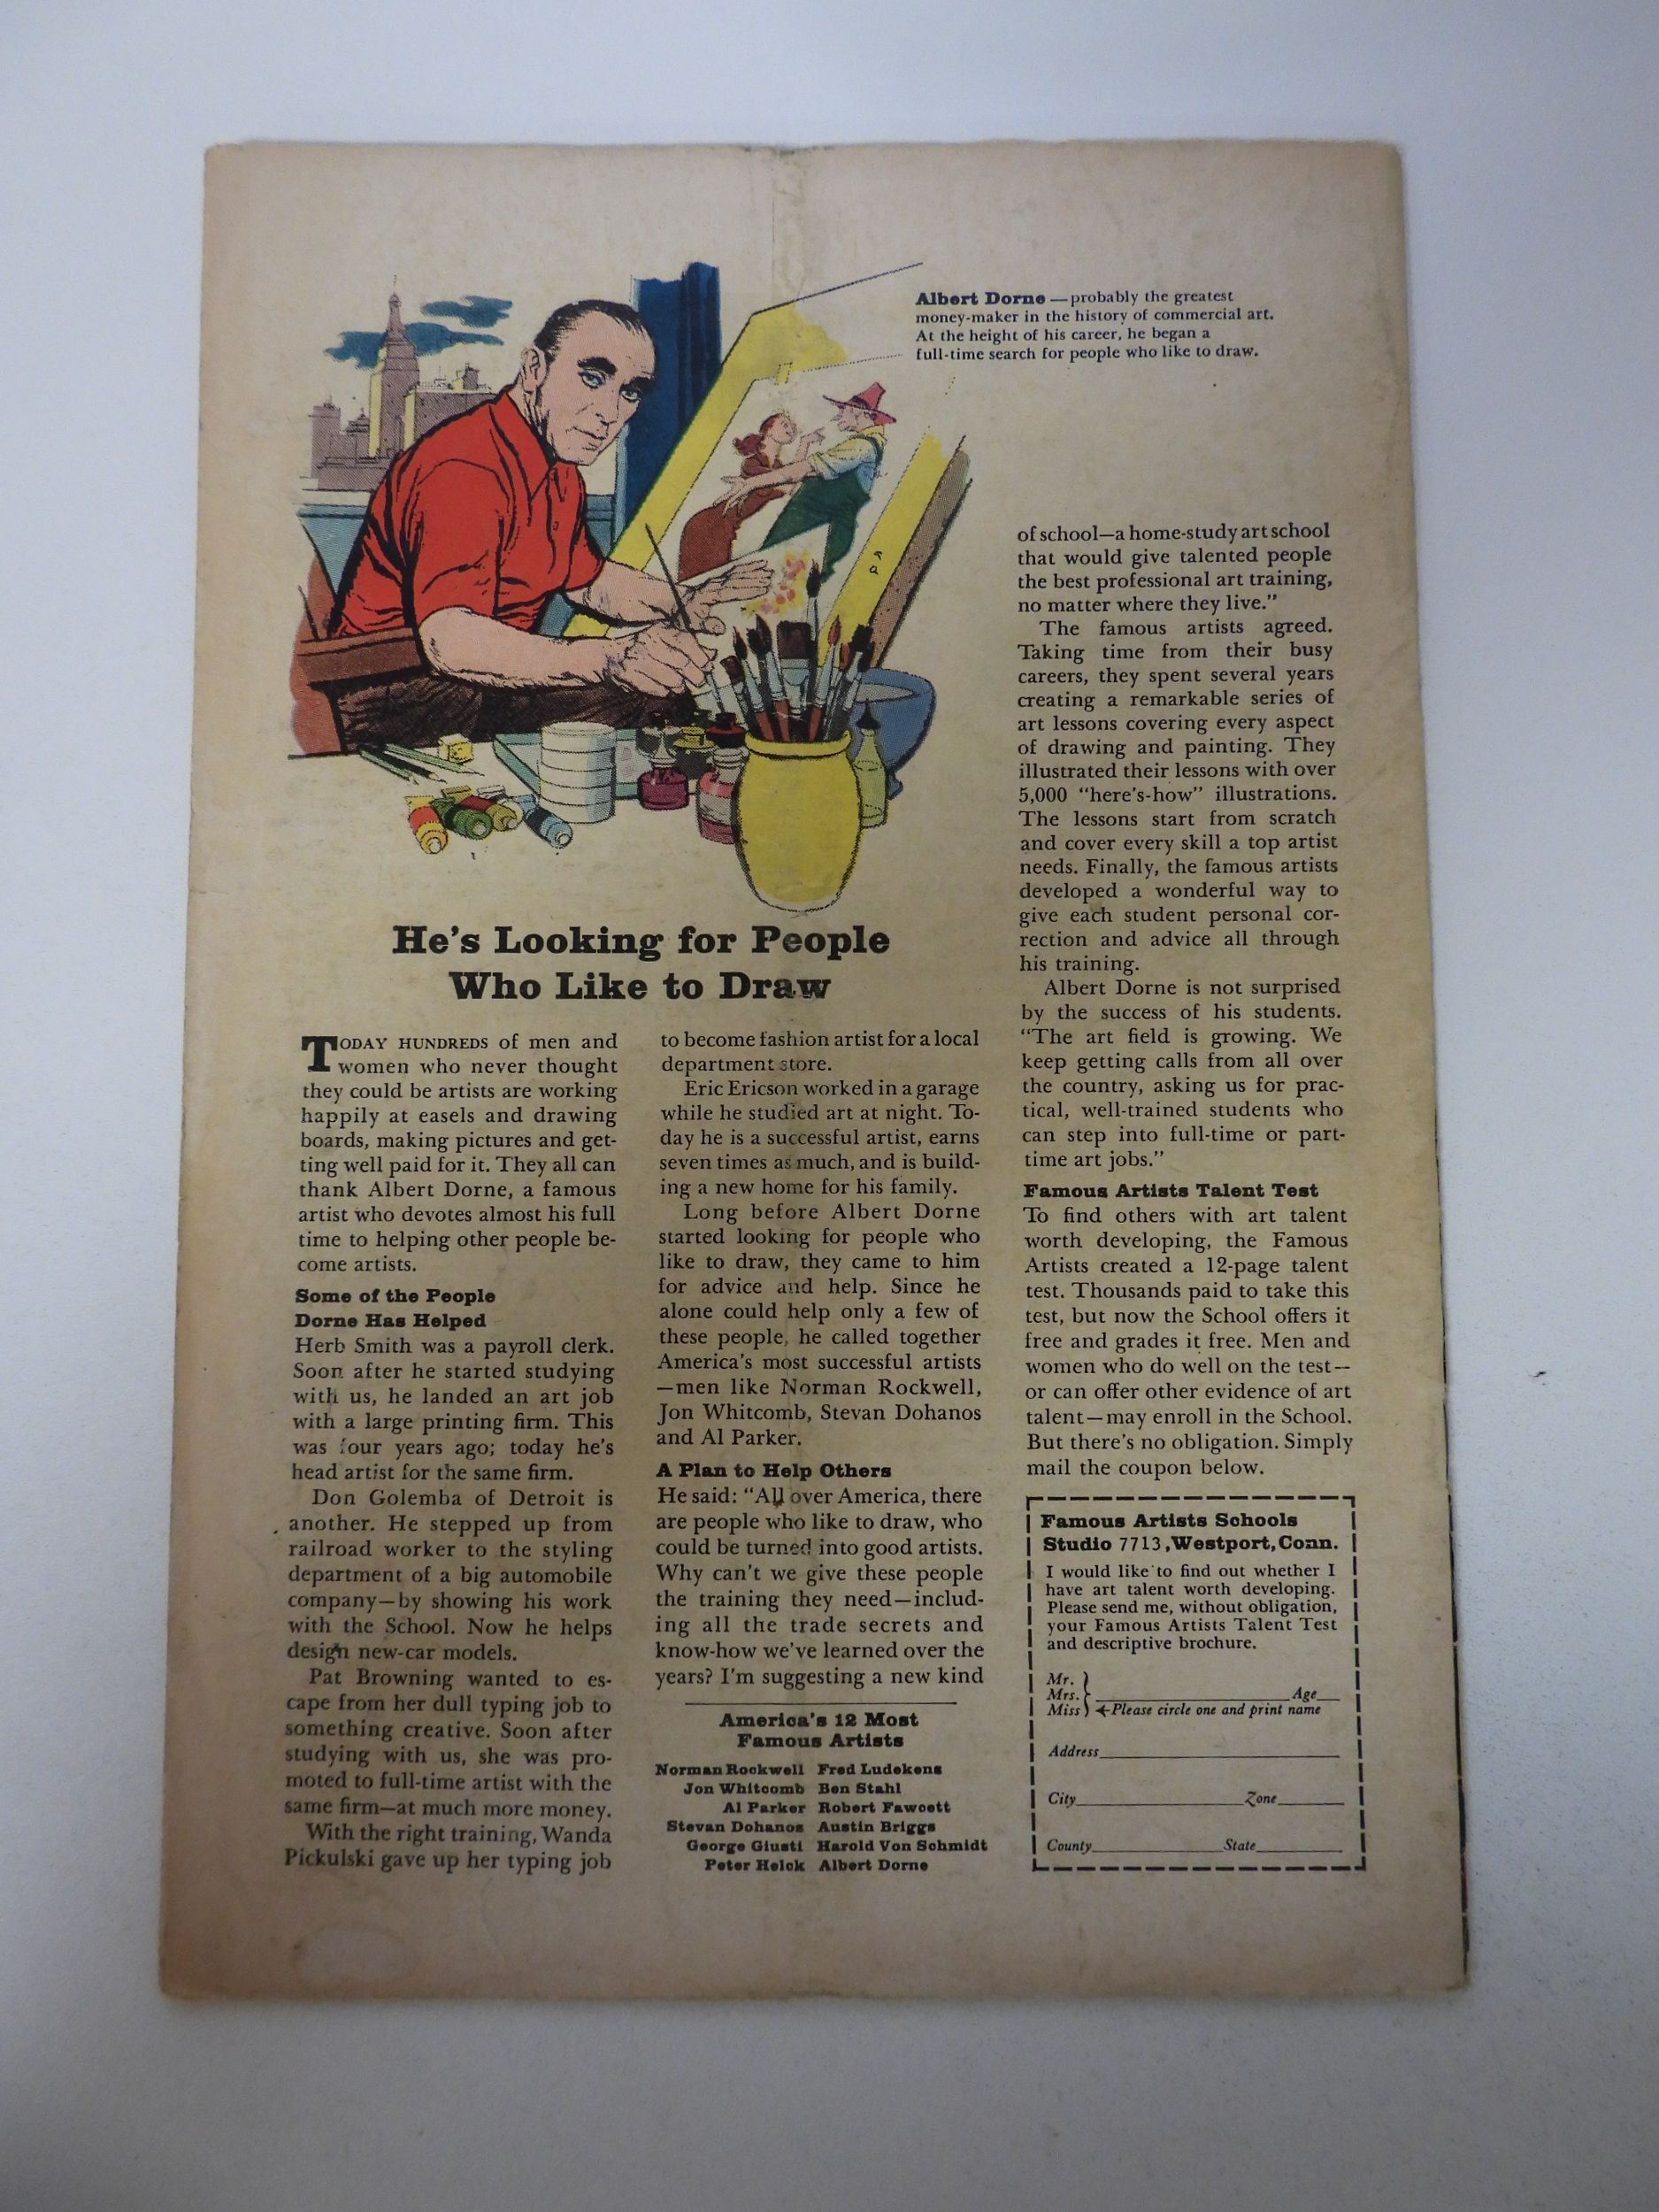 Albert Dorne — probably the greatest
money-maker in the history of commercial art.
At the height of his career, he began a
full-time search for people who like to draw.
He's Looking for People
Who Like to Draw
TODAY HUNDREDS of men and
women who never thought
they could be artists are working
happily at easels and drawing
boards, making pictures and get-
ting well paid for it. They all can
thank Albert Dorne, a famous
artist who devotes almost his full
time to helping other people be-
come artists.
Some of the People
Dorne Has Helped
Herb Smith was a payroll clerk.
Soon after he started studying
with us, he landed an art job
with a large printing firm. This
was four years ago; today he's
head artist for the same firm.
Don Golemba of Detroit is
another. He stepped up from
railroad worker to the styling
department of a big automobile
company—by showing his work
with the School. Now he helps
design new-car models.
Pat Browning wanted to es-
cape from her dull typing job to
something creative. Soon after
studying with us, she was pro-
moted to full-time artist with the
same firm—at much more money.
With the right training, Wanda
Pickulski gave up her typing job
to become fashion artist for a local
department store.
Eric Ericson worked in a garage
while he studied art at night. To-
day he is a successful artist, earns
seven times as much, and is build-
ing a new home for his family.
Long before Albert Dorne
started looking for people who
like to draw, they came to him
for advice and help. Since he
alone could help only a few of
these people, he called together
America's most successful artists
—men like Norman Rockwell,
Jon Whitcomb, Stevan Dohanos
and Al Parker.
A Plan to Help Others
He said: "All over America, there
are people who like to draw, who
could be turned into good artists.
Why can't we give these people
the training they need—includ-
ing all the trade secrets and
know-how we've learned over the
years? I'm suggesting a new kind
America's 12 Most
Famous Artists
Norman Rockwell Fred Ludekens
Jon Whitcomb Ben Stahl
Al Parker Robert Fawcett
Stevan Dohanos Austin Briggs
George Giusti Harold Von Schmidt
Peter Helck Albert Dorne
of school—a home-study art school
that would give talented people
the best professional art training,
no matter where they live."
The famous artists agreed.
Taking time from their busy
careers, they spent several years
creating a remarkable series of
art lessons covering every aspect
of drawing and painting. They
illustrated their lessons with over
5,000 "here's-how" illustrations.
The lessons start from scratch
and cover every skill a top artist
needs. Finally, the famous artists
developed a wonderful way to
give each student personal cor-
rection and advice all through
his training.
Albert Dorne is not surprised
by the success of his students.
"The art field is growing. We
keep getting calls from all over
the country, asking us for prac-
tical, well-trained students who
can step into full-time or part-
time art jobs."
Famous Artists Talent Test
To find others with art talent
worth developing, the Famous
Artists created a 12-page talent
test. Thousands paid to take this
test, but now the School offers it
free and grades it free. Men and
women who do well on the test—
or can offer other evidence of art
talent—may enroll in the School.
But there's no obligation. Simply
mail the coupon below.
Famous Artists Schools
Studio 7713, Westport, Conn.
I would like to find out whether I
have art talent worth developing.
Please send me, without obligation,
your Famous Artists Talent Test
and descriptive brochure.
Mr.
Mrs. Age
Miss Please circle one and print name
Address
City Zone
County State